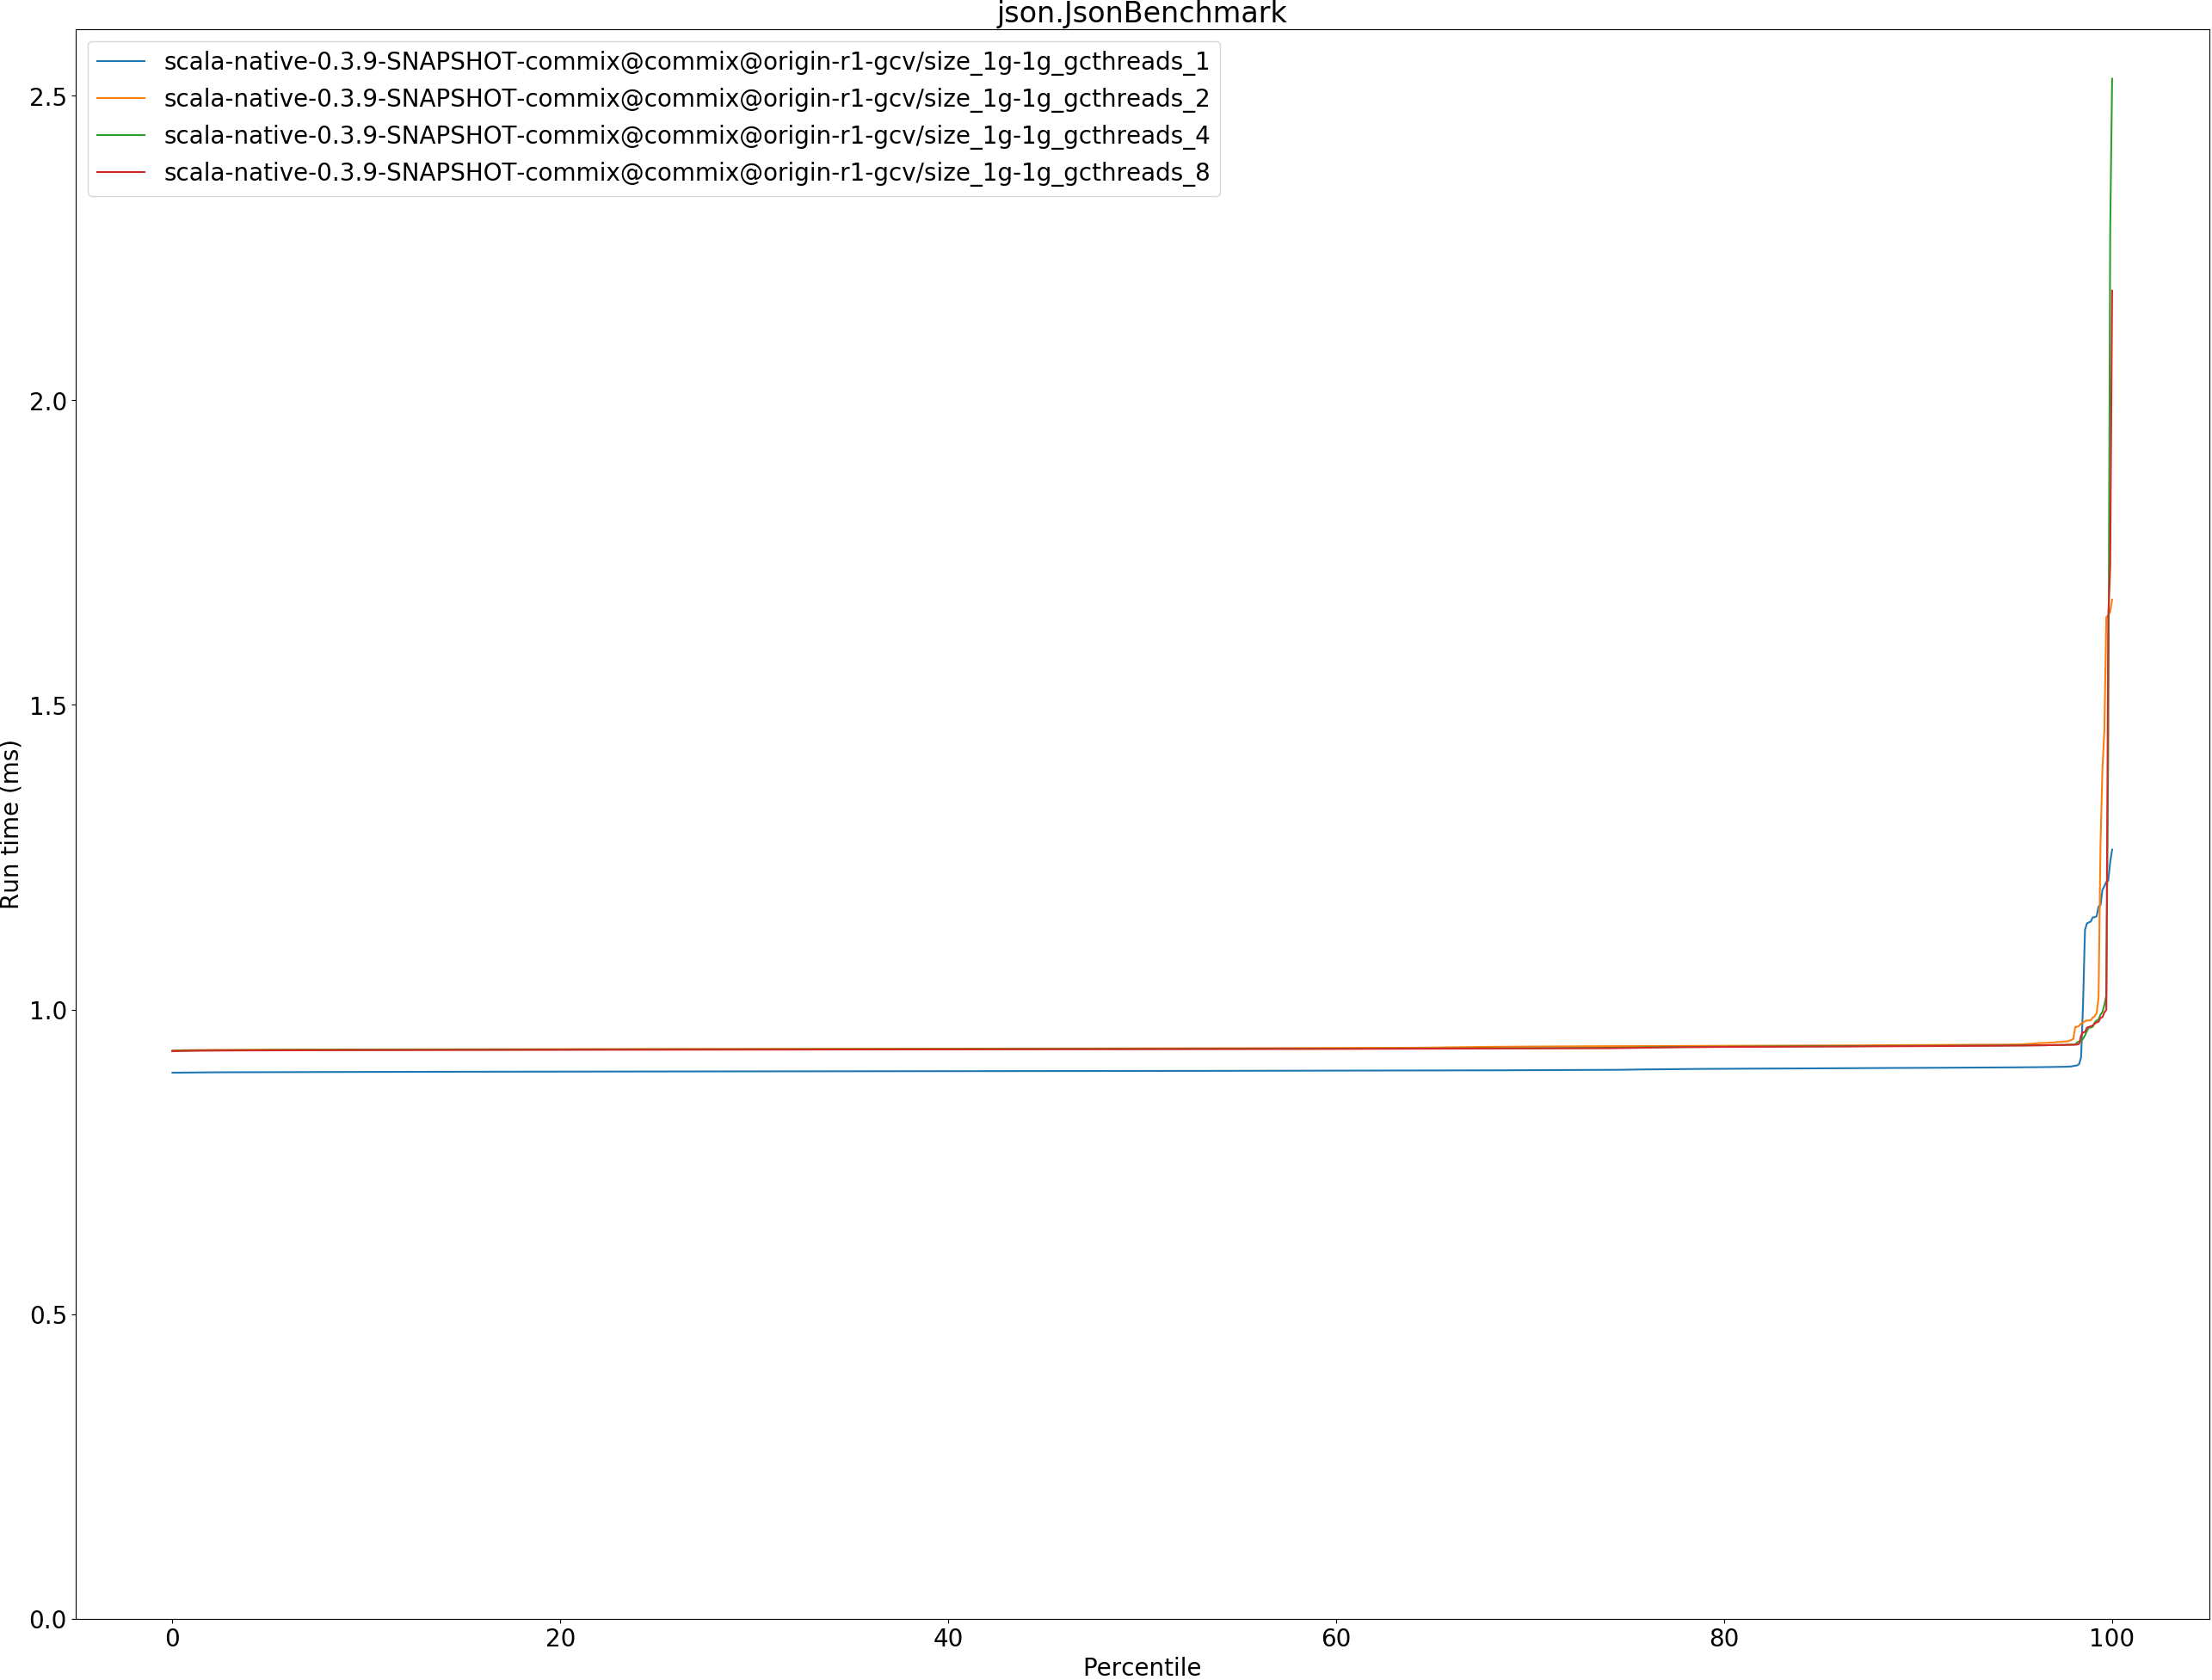 json.JsonBenchmark
scala-native-0.3.9-SNAPSHOT-commix@commix@origin-r1-gcv/size_1g-1g_gcthreads_1
scala-native-0.3.9-SNAPSHOT-commix@commix@origin-r1-gcv/size_1g-1g_gcthreads_2
scala-native-0.3.9-SNAPSHOT-commix@commix@origin-r1-gcv/size_1g-1g_gcthreads_4
scala-native-0.3.9-SNAPSHOT-commix@commix@origin-r1-gcv/size_1g-1g_gcthreads_8
2.5
2.0
1.5
1.0
0.5
0.0
Run time (ms)
0 20 40 60 80 100
Percentile